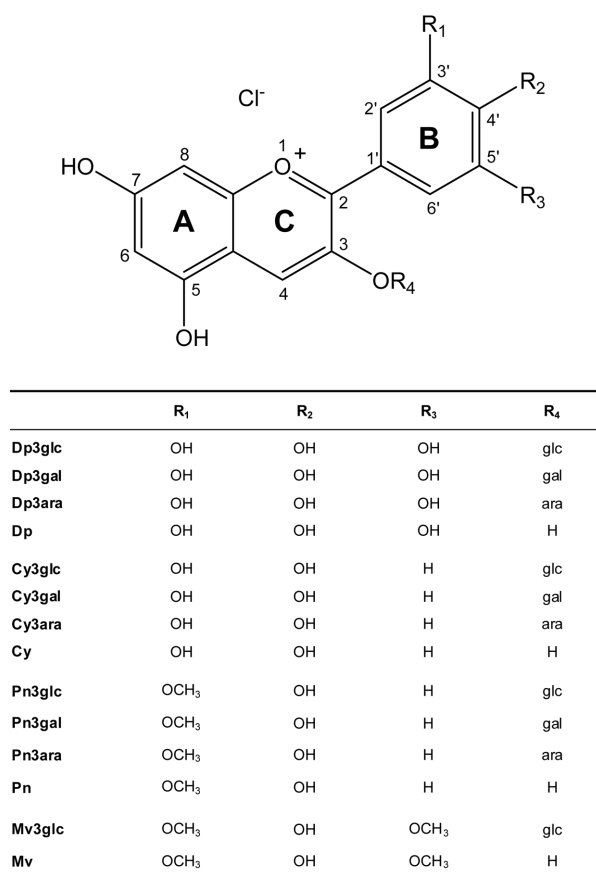 R1
Cl-
3'
R2
2'
4'
1
+
B
HO
8
O
1'
5'
7
R3
2
6'
A
C
6
3
5
4
OR4
OH
R1 R2 R3 R4
Dp3glc OH OH OH glc
Dp3gal OH OH OH gal
Dp3ara OH OH OH ara
Dp OH OH OH H
Cy3glc OH OH H glc
Cy3gal OH OH H gal
Cy3ara OH OH H ara
Cy OH OH H H
Pn3glc OCH3 OH H glc
Pn3gal OCH3 OH H gal
Pn3ara OCH3 OH H ara
Pn OCH3 OH H H
Mv3glc OCH3 OH OCH3 glc
Mv OCH3 OH OCH3 H